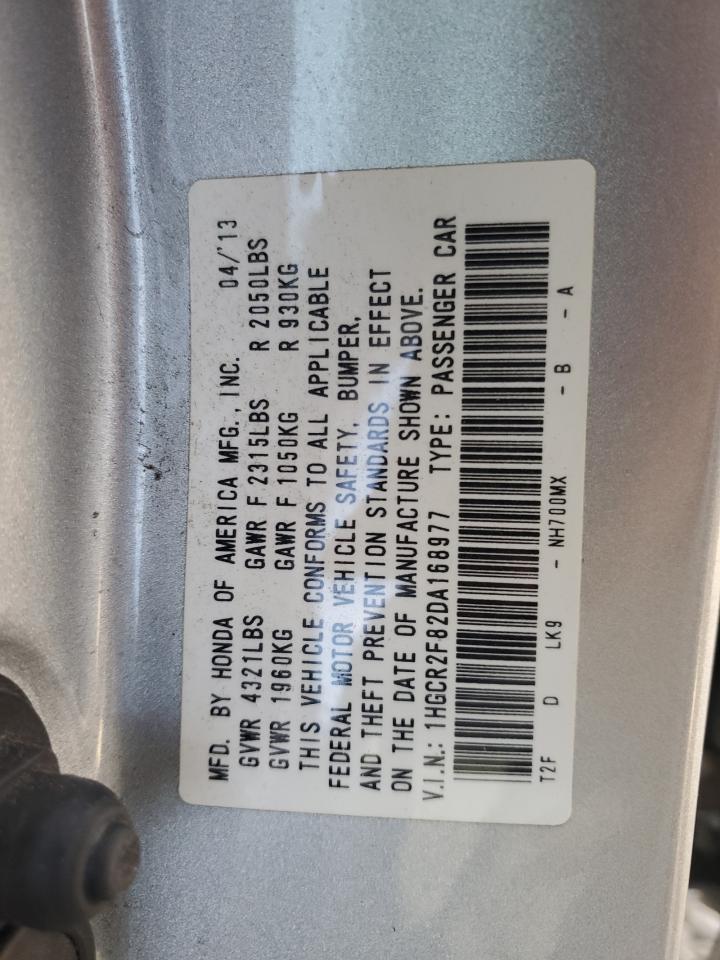 MFD. BY HONDA OF AMERICA MFG., INC. 04/'13
GVWR 4321LBS GAWR F 2315LBS R 2050LBS
GVWR 1960KG GAWR F 1050KG R 930KG
THIS VEHICLE CONFORMS TO ALL APPLICABLE
FEDERAL MOTOR VEHICLE SAFETY, BUMPER,
AND THEFT PREVENTION STANDARDS IN EFFECT
ON THE DATE OF MANUFACTURE SHOWN ABOVE.
V.I.N.: 1HGCR2F82DA168977 TYPE: PASSENGER CAR
T2F D LK9 - NH700MX - B - A